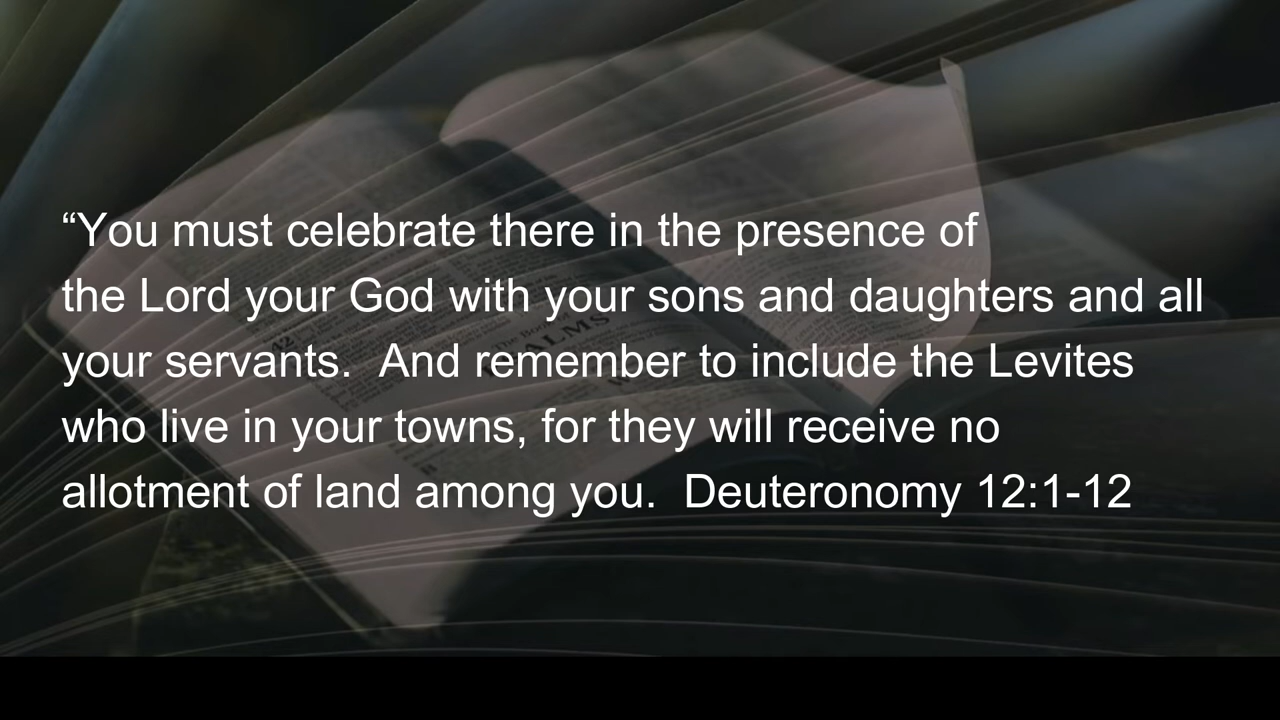 “You must celebrate there in the presence of
the Lord your God with your sons and daughters and all
your servants.  And remember to include the Levites
who live in your towns, for they will receive no
allotment of land among you.  Deuteronomy 12:1-12